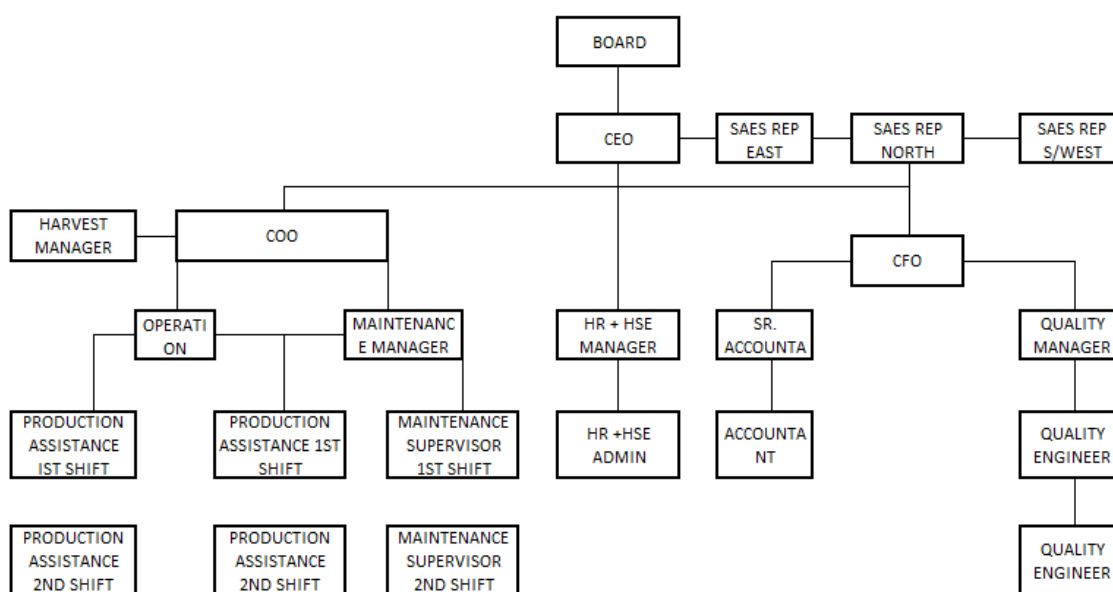 BOARD
CEO
SAES REP
EAST
SAES REP
NORTH
SAES REP
S/WEST
HARVEST
MANAGER
COO
CFO
OPERATI
ON
MAINTENANC
E MANAGER
HR + HSE
MANAGER
SR.
ACCOUNTA
QUALITY
MANAGER
PRODUCTION
ASSISTANCE
IST SHIFT
PRODUCTION
ASSISTANCE 1ST
SHIFT
MAINTENANCE
SUPERVISOR
1ST SHIFT
HR +HSE
ADMIN
ACCOUNTA
NT
QUALITY
ENGINEER
PRODUCTION
ASSISTANCE
2ND SHIFT
PRODUCTION
ASSISTANCE
2ND SHIFT
MAINTENANCE
SUPERVISOR
2ND SHIFT
QUALITY
ENGINEER